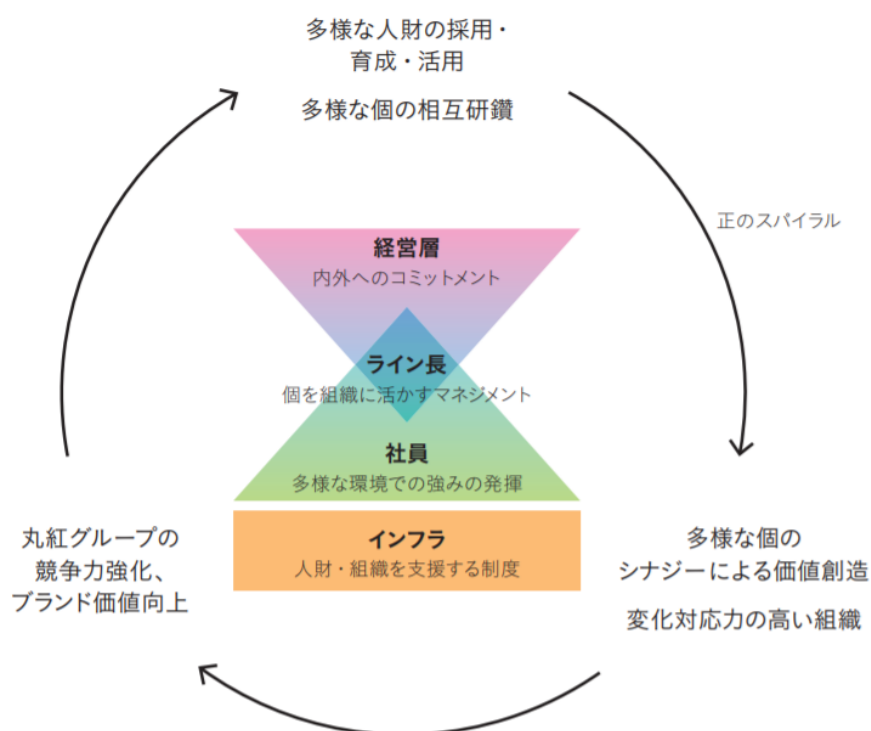 多様な人財の採用・
育成・活用
多様な個の相互研鑽
正のスパイラル
経営層
内外へのコミットメント
ライン長
個を組織に活かすマネジメント
社員
多様な環境での強みの発揮
インフラ
人財・組織を支援する制度
多様な個の
シナジーによる価値創造
変化対応力の高い組織
丸紅グループの
競争力強化、
ブランド価値向上